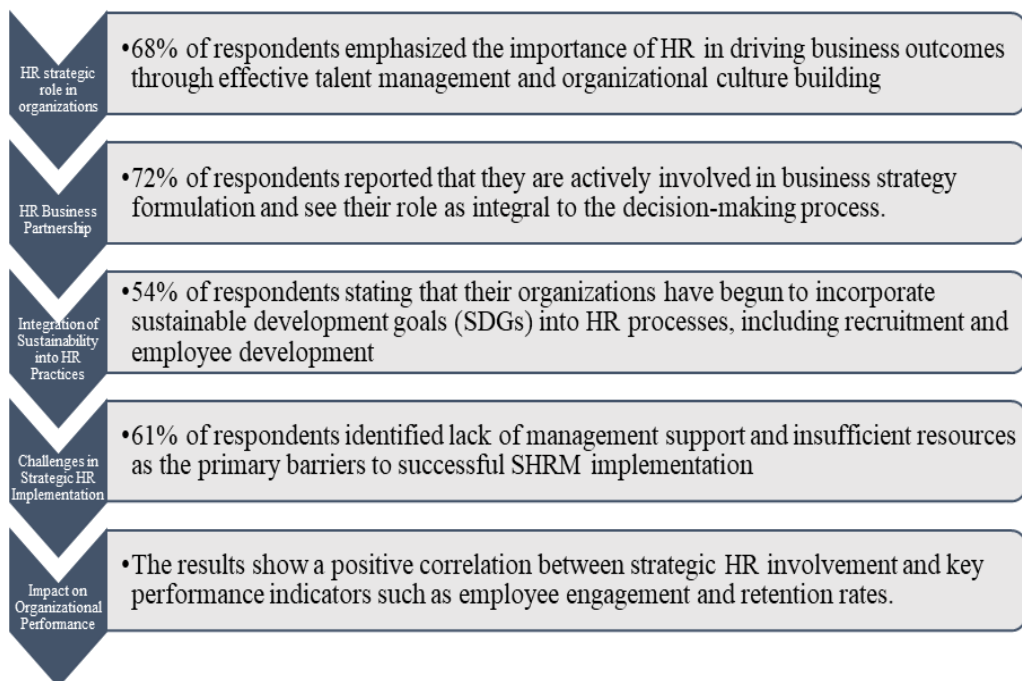 HR strategic
role in
organizations
•68% of respondents emphasized the importance of HR in driving business outcomes
through effective talent management and organizational culture building
HR Business
Partnership
•72% of respondents reported that they are actively involved in business strategy
formulation and see their role as integral to the decision-making process.
Integration of
Sustainability
into HR
Practices
•54% of respondents stating that their organizations have begun to incorporate
sustainable development goals (SDGs) into HR processes, including recruitment and
employee development
Challenges in
Strategic HR
Implementation
•61% of respondents identified lack of management support and insufficient resources
as the primary barriers to successful SHRM implementation
Impact on
Organizational
Performance
•The results show a positive correlation between strategic HR involvement and key
performance indicators such as employee engagement and retention rates.